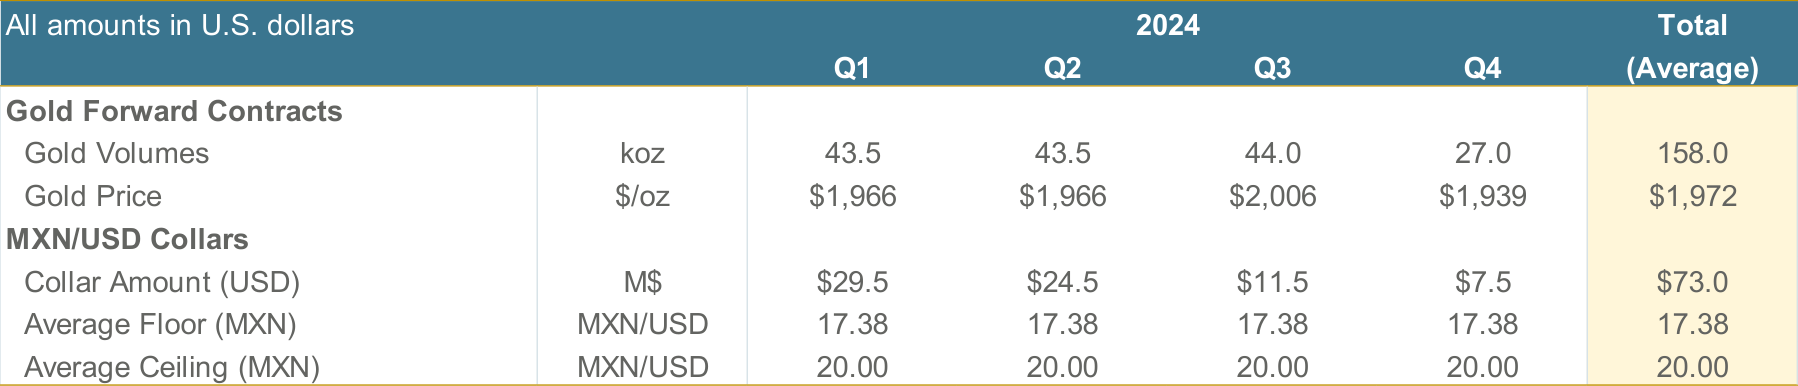 All amounts in U.S. dollars 2024 Total
Q1 Q2 Q3 Q4 (Average)
Gold Forward Contracts
Gold Volumes koz 43.5 43.5 44.0 27.0 158.0
Gold Price $/oz $1,966 $1,966 $2,006 $1,939 $1,972
MXN/USD Collars
Collar Amount (USD) M$ $29.5 $24.5 $11.5 $7.5 $73.0
Average Floor (MXN) MXN/USD 17.38 17.38 17.38 17.38 17.38
Average Ceiling (MXN) MXN/USD 20.00 20.00 20.00 20.00 20.00